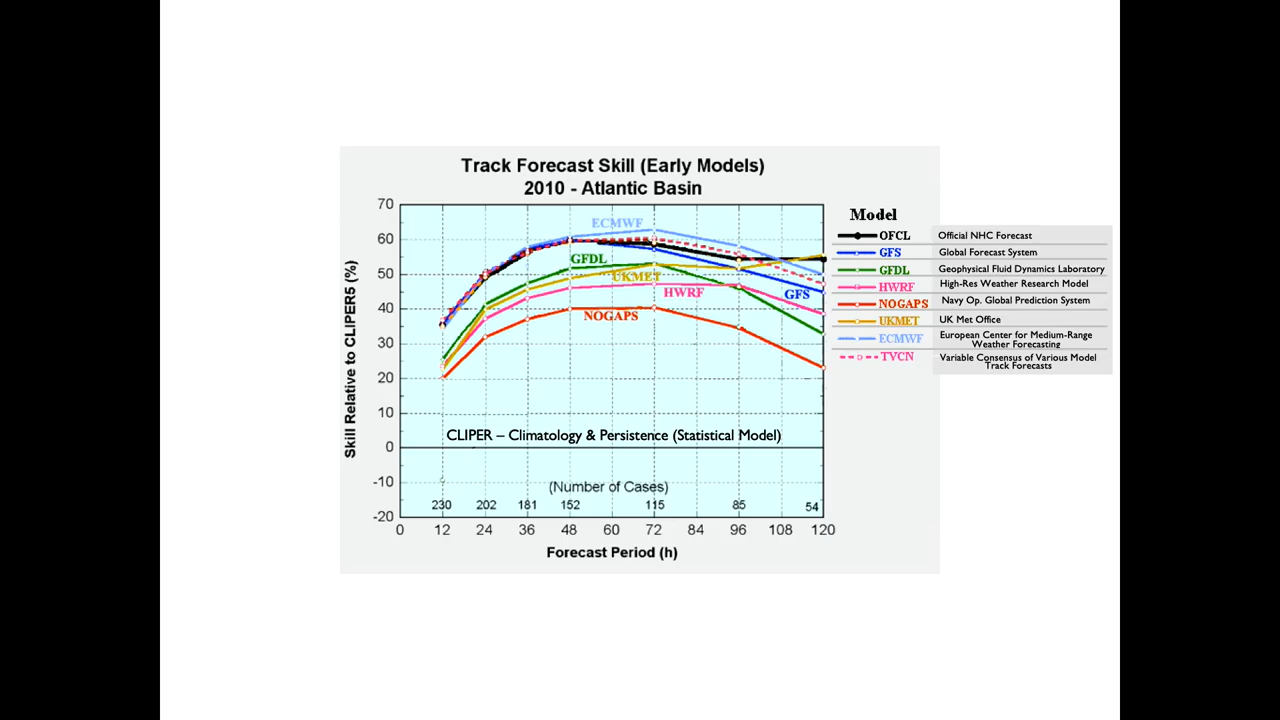 Track Forecast Skill (Early Models)
2010 - Atlantic Basin
Skill Relative to CLIPER5 (%)
70
60
50
40
30
20
10
0
-10
-20
ECMWF
GFDL
UKMET
HWRF
GFS
NOGAPS
CLIPER – Climatology & Persistence (Statistical Model)
(Number of Cases)
230 202 181 152 115 85 54
0 12 24 36 48 60 72 84 96 108 120
Forecast Period (h)
Model
OFCL Official NHC Forecast
GFS Global Forecast System
GFDL Geophysical Fluid Dynamics Laboratory
HWRF High-Res Weather Research Model
NOGAPS Navy Op. Global Prediction System
UKMET UK Met Office
ECMWF European Center for Medium-Range
Weather Forecasting
TVCN Variable Consensus of Various Model
Track Forecasts